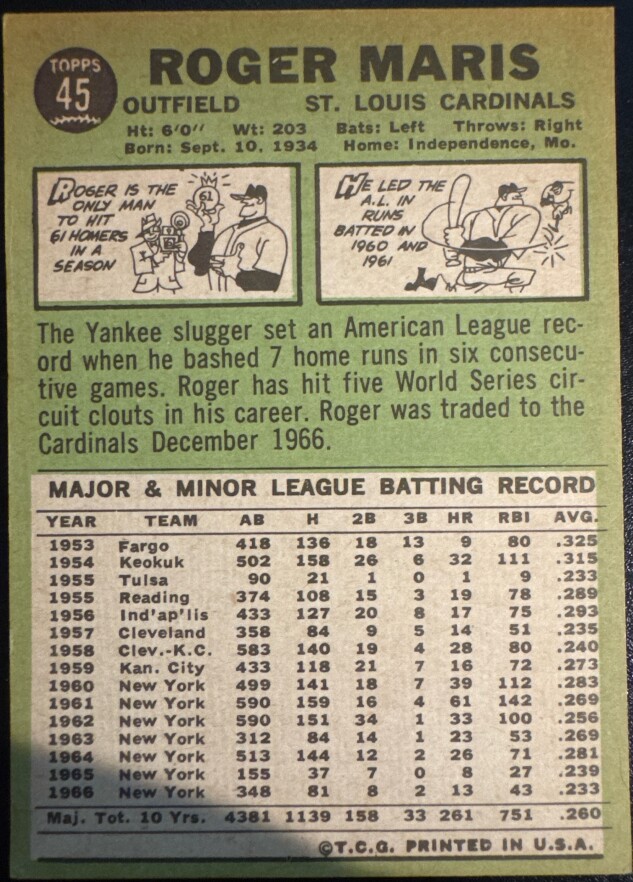 TOPPS
45
ROGER MARIS
OUTFIELD ST. LOUIS CARDINALS
Ht: 6'0" Wt: 203 Bats: Left Throws: Right
Born: Sept. 10, 1934 Home: Independence, Mo.
ROGER IS THE
ONLY MAN
TO HIT
61 HOMERS
IN A
SEASON
61
HE LED THE
A.L. IN
RUNS
BATTED IN
1960 AND
1961
The Yankee slugger set an American League rec-
ord when he bashed 7 home runs in six consecu-
tive games. Roger has hit five World Series cir-
cuit clouts in his career. Roger was traded to the
Cardinals December 1966.
MAJOR & MINOR LEAGUE BATTING RECORD
YEAR TEAM AB H 2B 3B HR RBI AVG.
1953 Fargo 418 136 18 13 9 80 .325
1954 Keokuk 502 158 26 6 32 111 .315
1955 Tulsa 90 21 1 0 1 9 .233
1955 Reading 374 108 15 3 19 78 .289
1956 Ind'ap'lis 433 127 20 8 17 75 .293
1957 Cleveland 358 84 9 5 14 51 .235
1958 Clev.-K.C. 583 140 19 4 28 80 .240
1959 Kan. City 433 118 21 7 16 72 .273
1960 New York 499 141 18 7 39 112 .283
1961 New York 590 159 16 4 61 142 .269
1962 New York 590 151 34 1 33 100 .256
1963 New York 312 84 14 1 23 53 .269
1964 New York 513 144 12 2 26 71 .281
1965 New York 155 37 7 0 8 27 .239
1966 New York 348 81 8 2 13 43 .233
Maj. Tot. 10 Yrs. 4381 1139 158 33 261 751 .260
©T.C.G. PRINTED IN U.S.A.